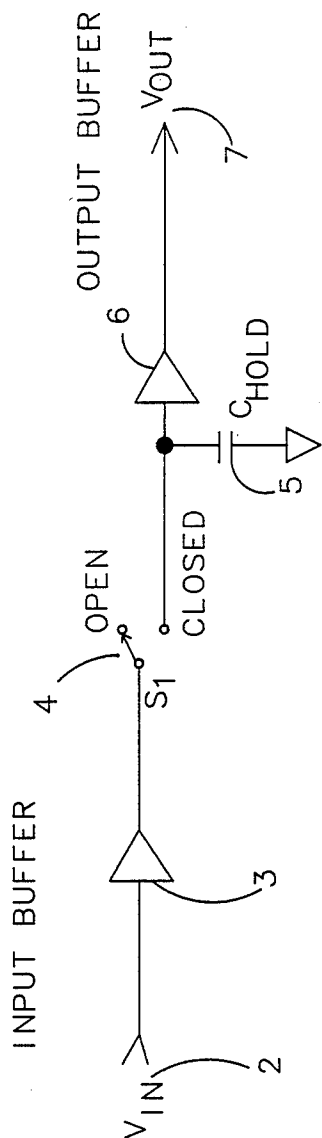 INPUT BUFFER
OUTPUT BUFFER
VIN
2
3
4
S1
OPEN
CLOSED
6
5
CHOLD
VOUT
7